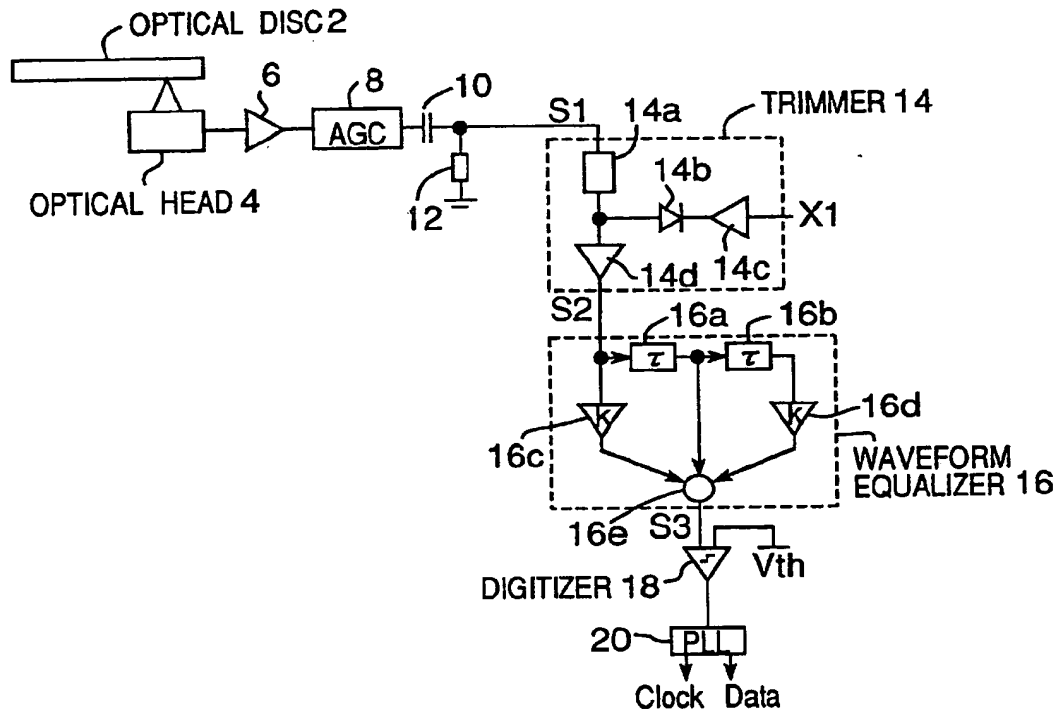 OPTICAL DISC 2
6
8
10
AGC
S1
14a
TRIMMER 14
14b
X1
12
OPTICAL HEAD 4
14c
14d
S2
16a
16b
τ
τ
K
K
16d
16c
WAVEFORM
EQUALIZER 16
16e
S3
Vth
DIGITIZER 18
20
PLL
Clock
Data